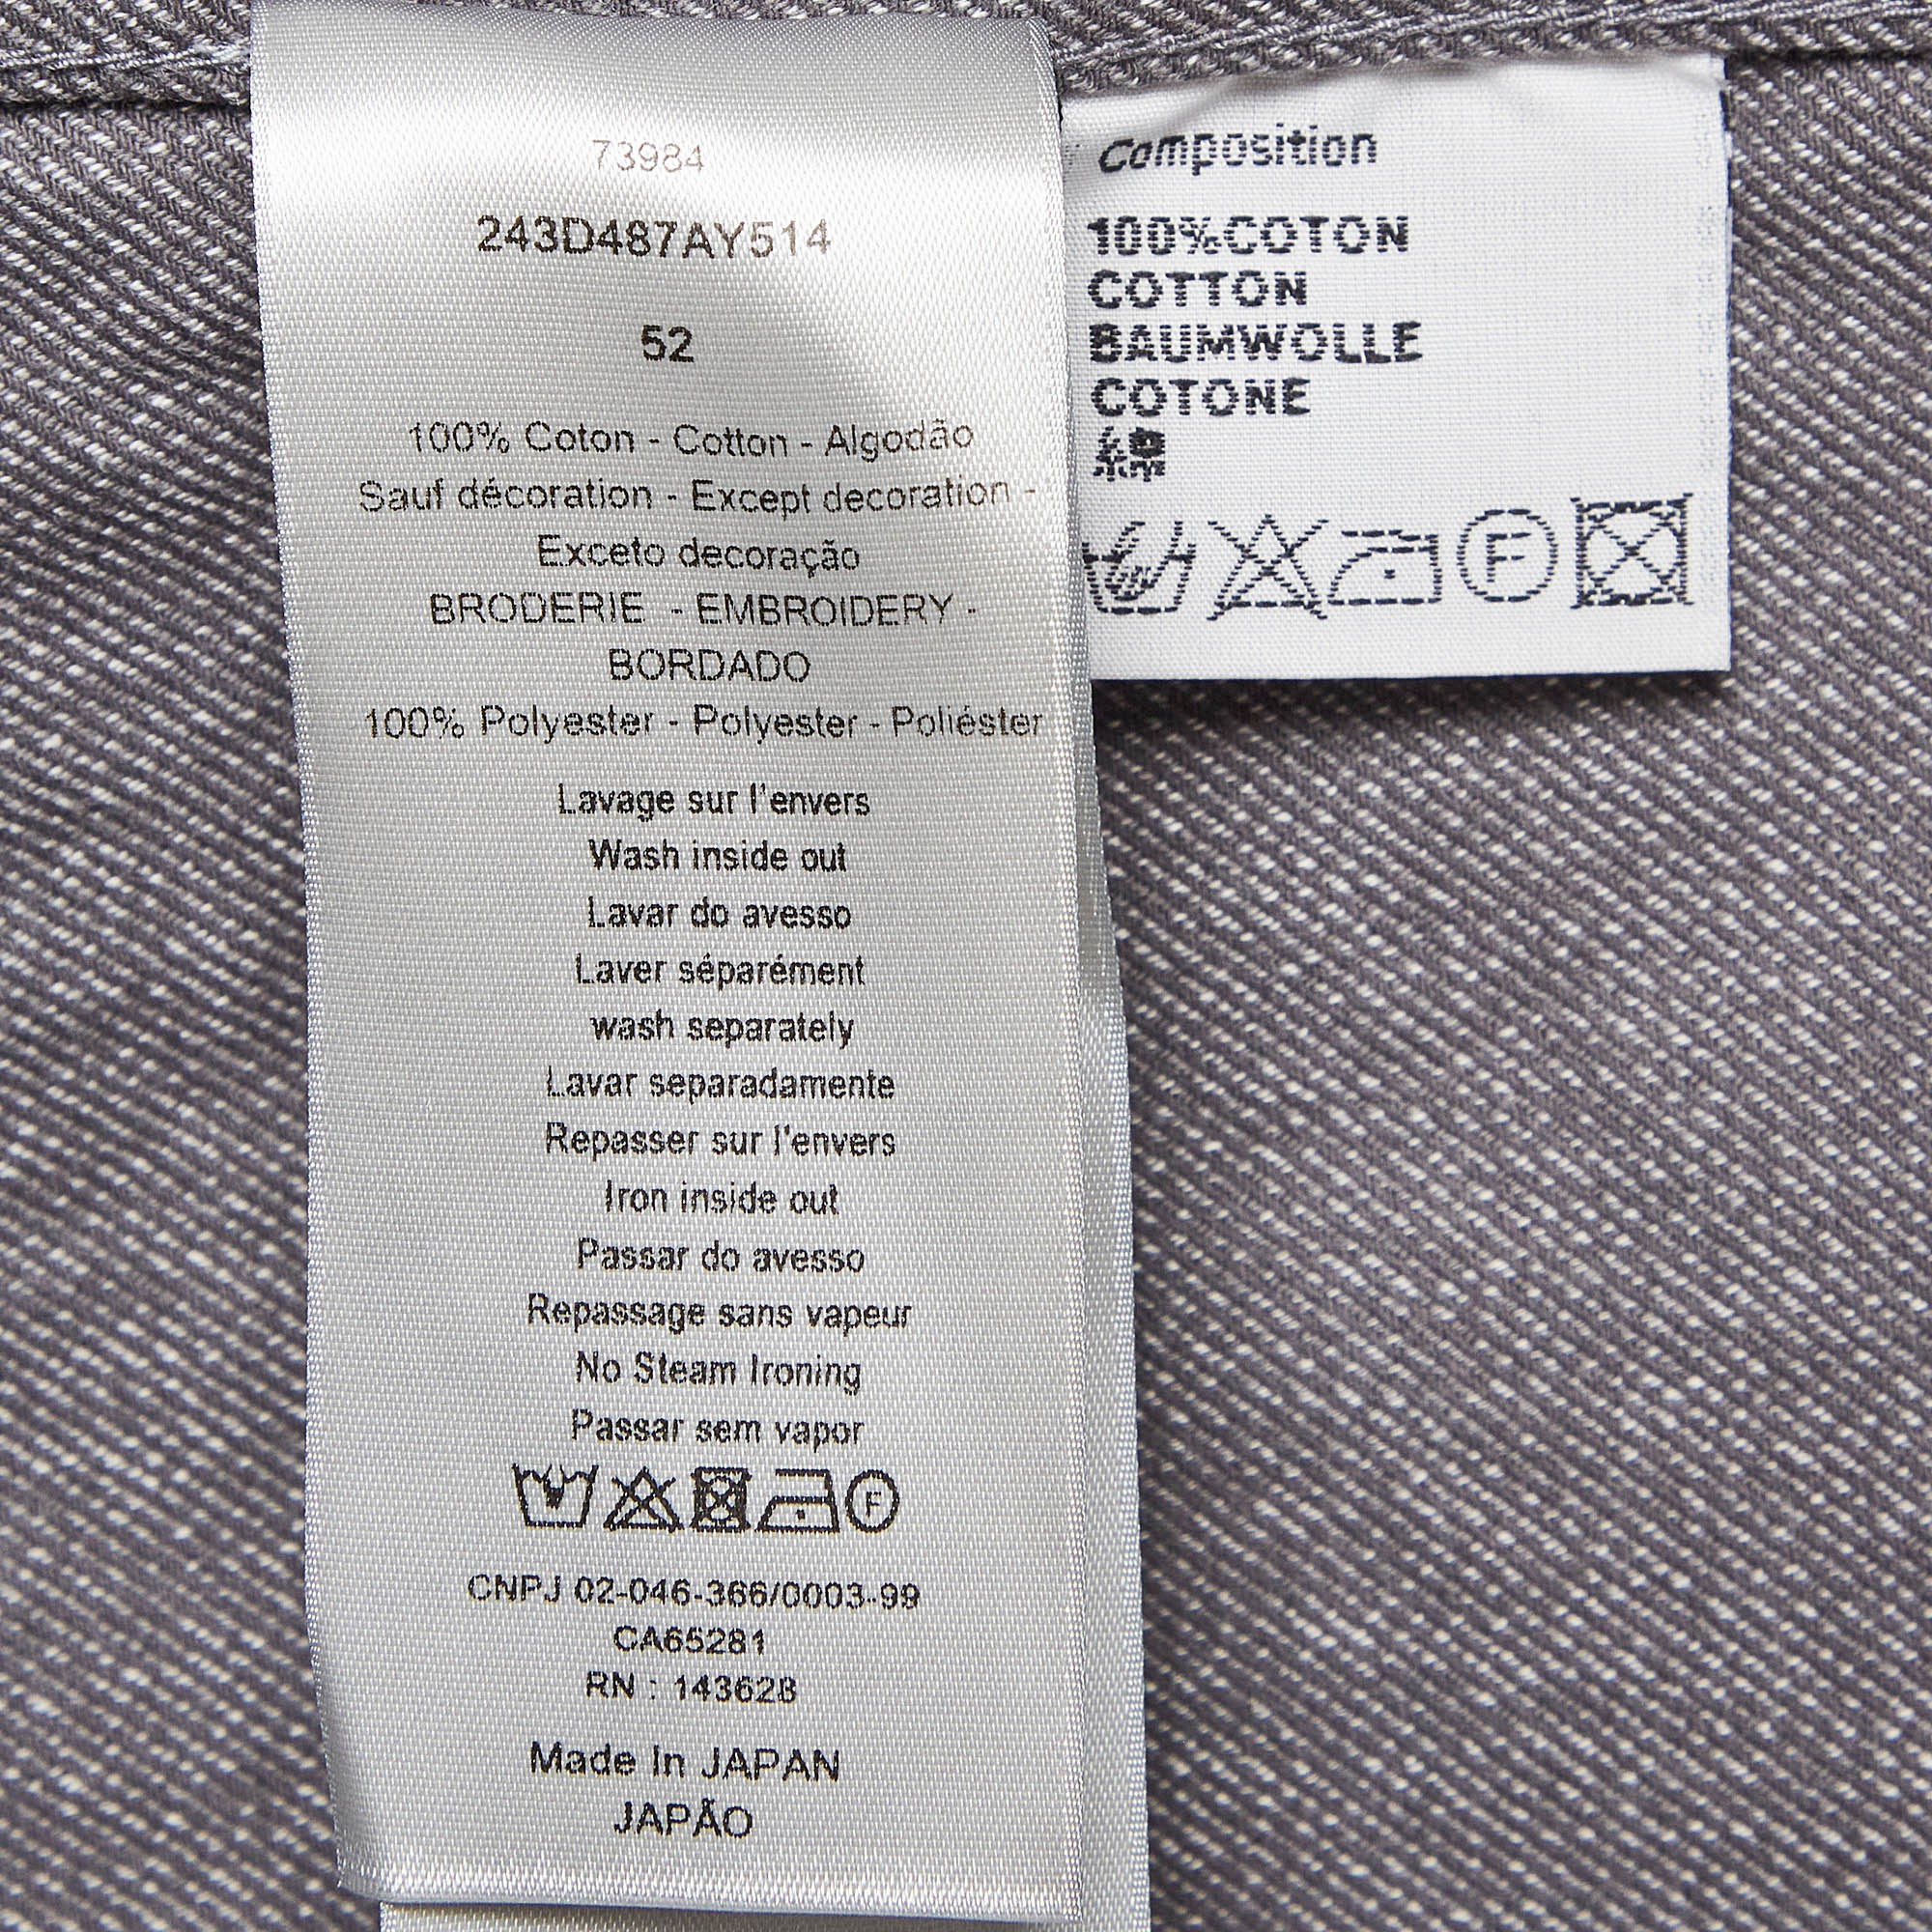 73984
243D487AY514
52
100% Coton - Cotton - Algodão
Sauf décoration - Except decoration -
Exceto decoração
BRODERIE - EMBROIDERY -
BORDADO
100% Polyester - Polyester - Poliéster
Lavage sur l'envers
Wash inside out
Lavar do avesso
Laver séparément
wash separately
Lavar separadamente
Repasser sur l'envers
Iron inside out
Passar do avesso
Repassage sans vapeur
No Steam Ironing
Passar sem vapor
F
CNPJ 02-046-366/0003-99
CA65281
RN : 143628
Made In JAPAN
JAPÃO
Composition
100%COTON
COTTON
BAUMWOLLE
COTONE
綿
F